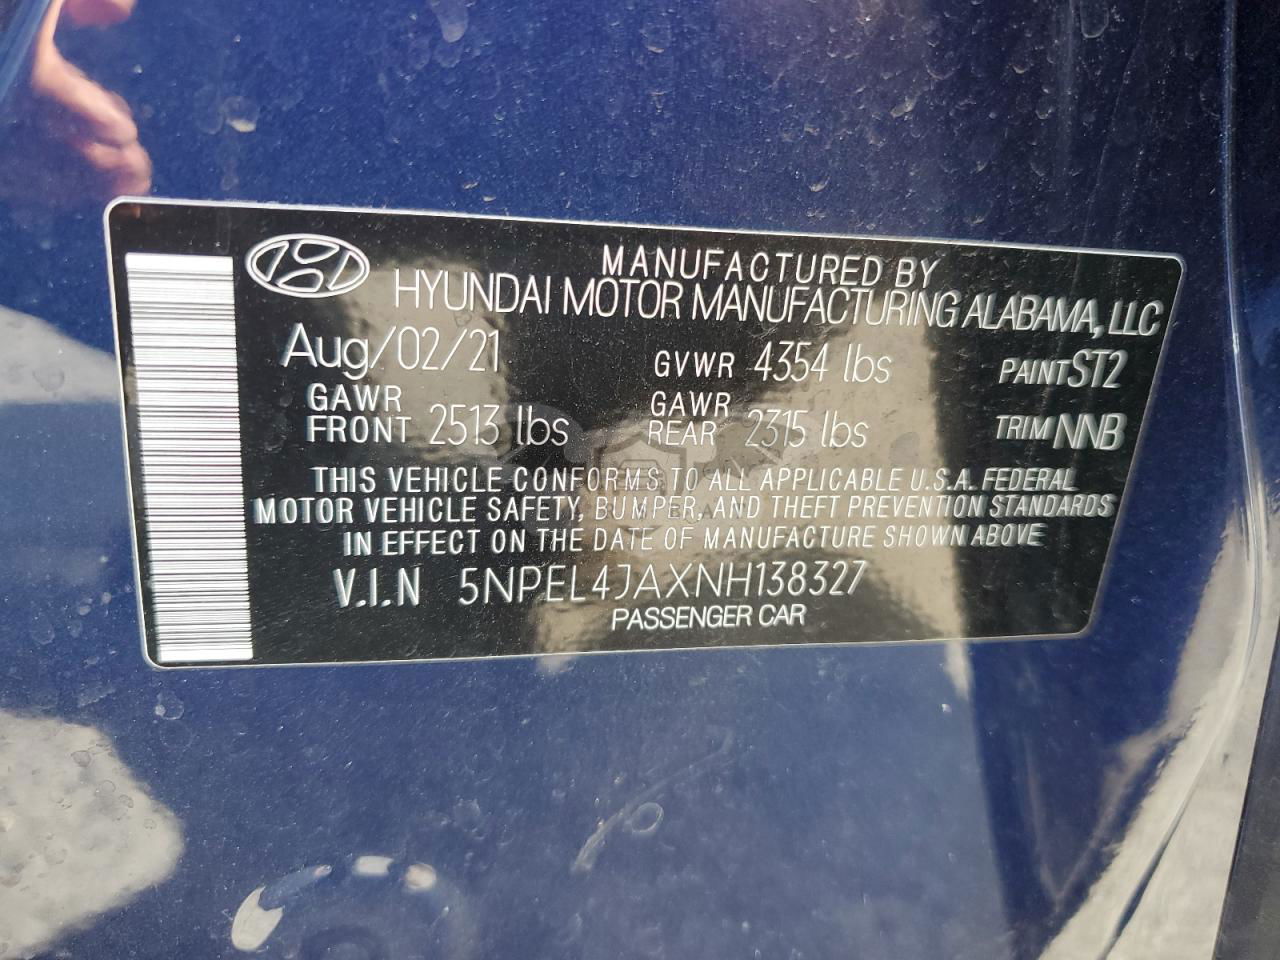 MANUFACTURED BY
HYUNDAI MOTOR MANUFACTURING ALABAMA, LLC
Aug/02/21 GVWR 4354 lbs PAINT ST2
GAWR FRONT 2513 lbs GAWR REAR 2315 lbs TRIM NNB
THIS VEHICLE CONFORMS TO ALL APPLICABLE U.S.A. FEDERAL
MOTOR VEHICLE SAFETY, BUMPER, AND THEFT PREVENTION STANDARDS
IN EFFECT ON THE DATE OF MANUFACTURE SHOWN ABOVE
V.I.N 5NPEL4JAXNH138327
PASSENGER CAR